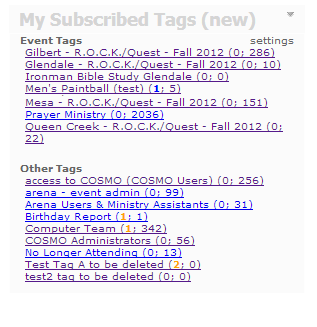 My Subscribed Tags (new)
Event Tags settings
Gilbert - R.O.C.K./Quest - Fall 2012 (0; 286)
Glendale - R.O.C.K./Quest - Fall 2012 (0; 10)
Ironman Bible Study Glendale (0; 0)
Men's Paintball (test) (1; 5)
Mesa - R.O.C.K./Quest - Fall 2012 (0; 151)
Prayer Ministry (0; 2036)
Queen Creek - R.O.C.K./Quest - Fall 2012 (0;
22)
Other Tags
access to COSMO (COSMO Users) (0; 256)
arena - event admin (0; 99)
Arena Users & Ministry Assistants (0; 31)
Birthday Report (1; 1)
Computer Team (1; 342)
COSMO Administrators (0; 56)
No Longer Attending (0; 13)
Test Tag A to be deleted (2; 0)
test2 tag to be deleted (0; 0)